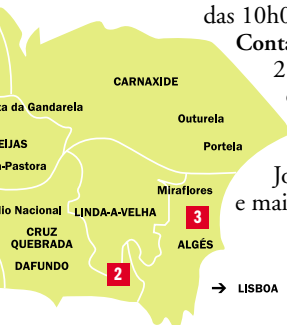 das 10h0
Conta
2
CARNAXIDE
ta da Gandarela
Outurela
EIJAS
Portela
-Pastora
Jo
Miraflores
e mai
lio Nacional
LINDA-A-VELHA
3
CRUZ
QUEBRADA
ALGÉS
DAFUNDO
2
→ LISBOA